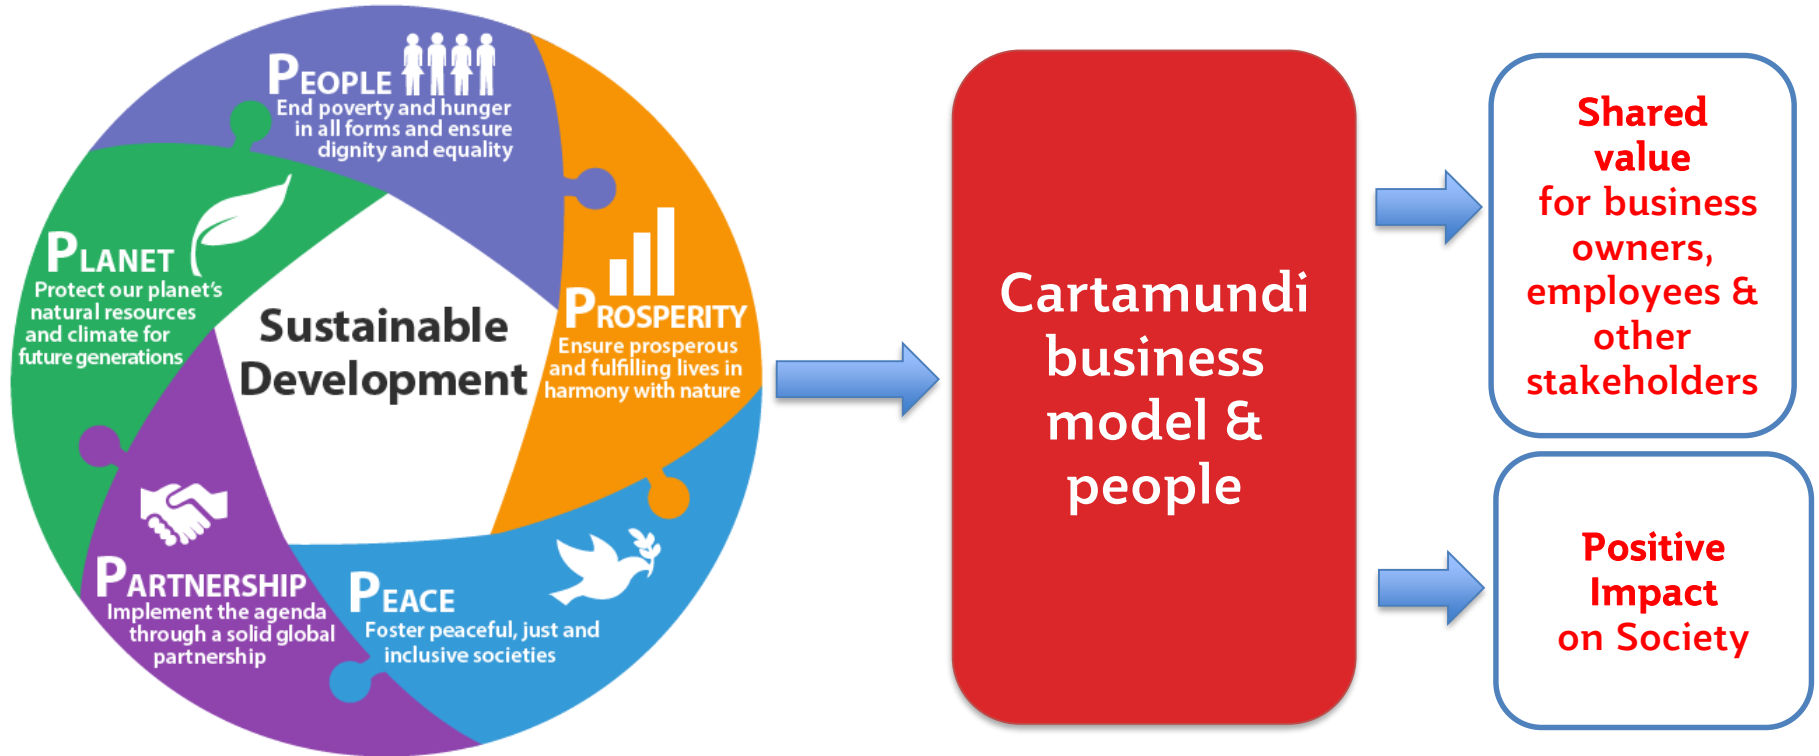 PEOPLE
End poverty and hunger
in all forms and ensure
dignity and equality
PROSPERITY
Ensure prosperous
and fulfilling lives in
harmony with nature
PEACE
Foster peaceful, just and
inclusive societies
PARTNERSHIP
Implement the agenda
through a solid global
partnership
PLANET
Protect our planet's
natural resources
and climate for
future generations
Sustainable
Development
Cartamundi
business
model &
people
Shared
value
for business
owners,
employees &
other
stakeholders
Positive
Impact
on Society